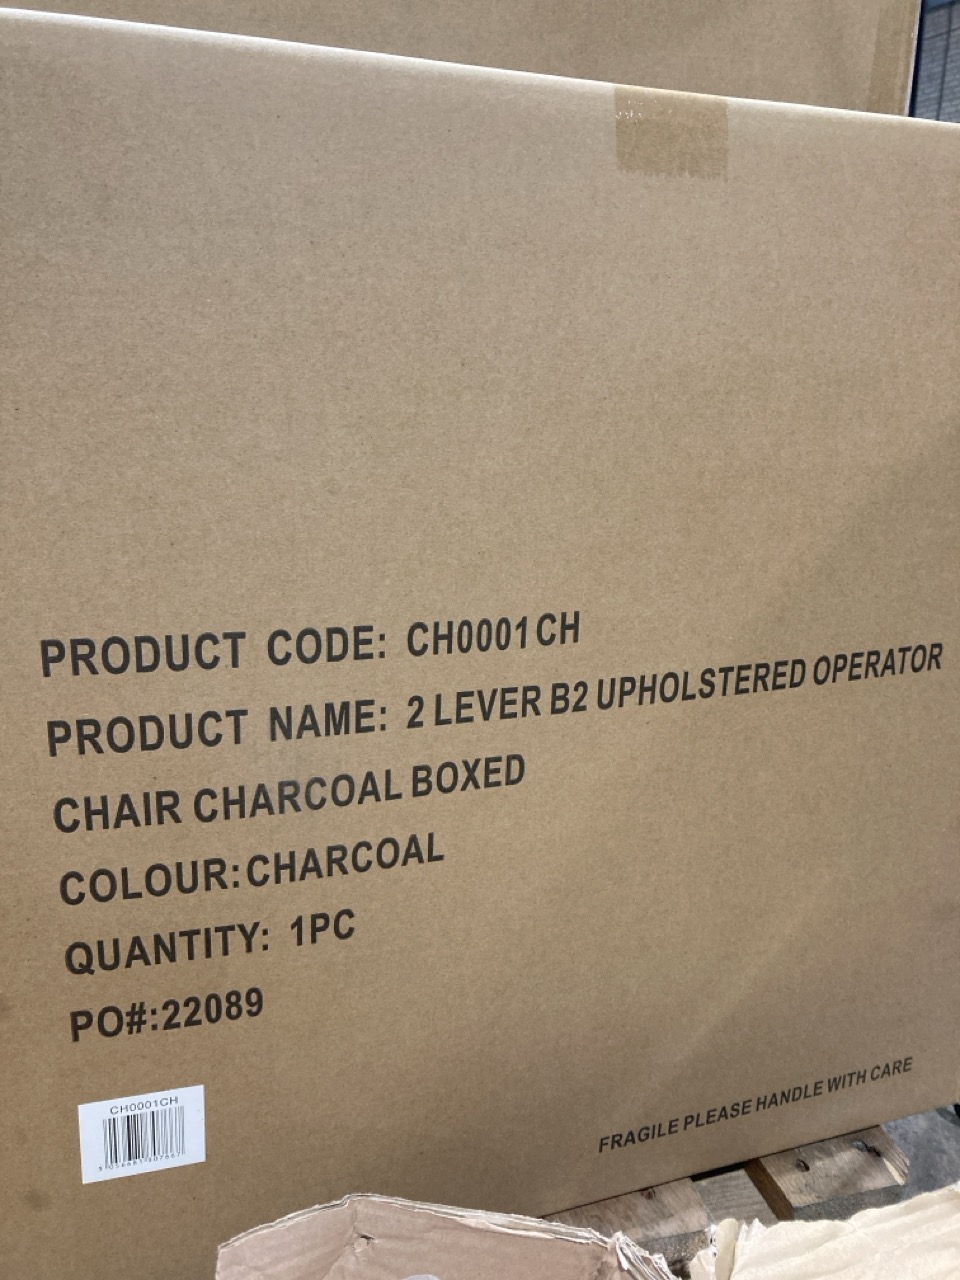 PRODUCT CODE: CH0001CH
PRODUCT NAME: 2 LEVER B2 UPHOLSTERED OPERATOR
CHAIR CHARCOAL BOXED
COLOUR:CHARCOAL
QUANTITY: 1PC
PO#:22089
CH0001CH
FRAGILE PLEASE HANDLE WITH CARE